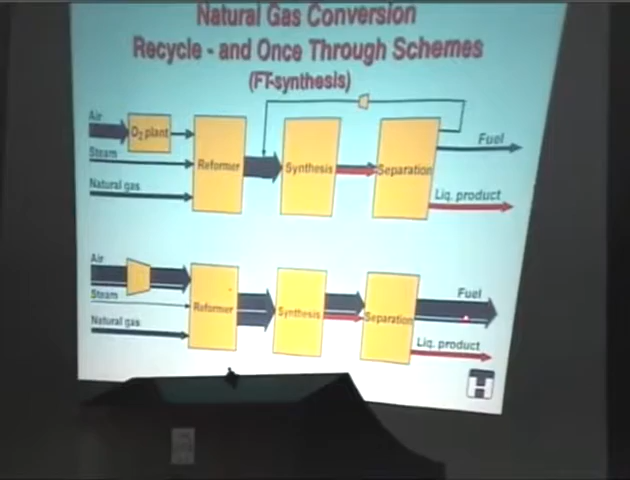 Natural Gas Conversion
Recycle - and Once Through Schemes
(FT-synthesis)
Air
O2 plant
Steam
Natural gas
Reformer
Synthesis
Separation
Fuel
Liq. product
Air
Steam
Natural gas
Reformer
Synthesis
Separation
Fuel
Liq. product
H